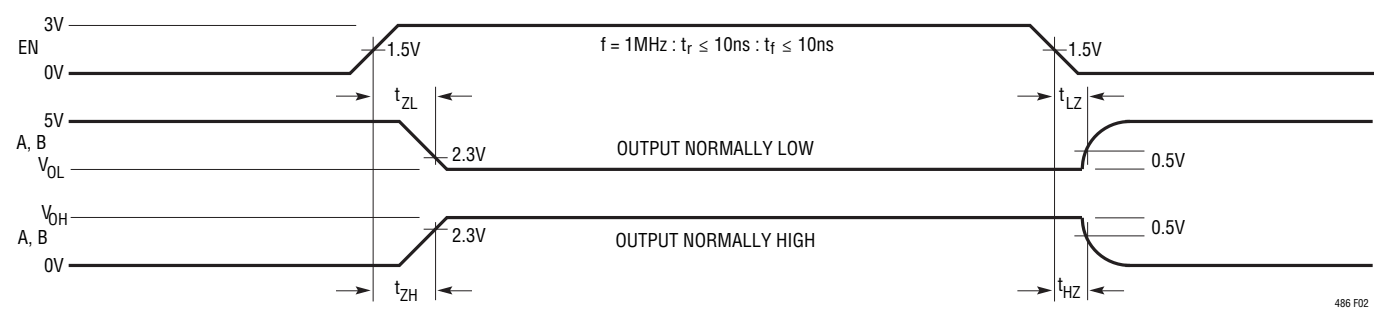 3V
EN
0V
1.5V
f = 1MHz : tr ≤ 10ns : tf ≤ 10ns
1.5V
tZL
tLZ
5V
A, B
VOL
2.3V
OUTPUT NORMALLY LOW
0.5V
VOH
A, B
0V
2.3V
OUTPUT NORMALLY HIGH
0.5V
tZH
tHZ
486 F02